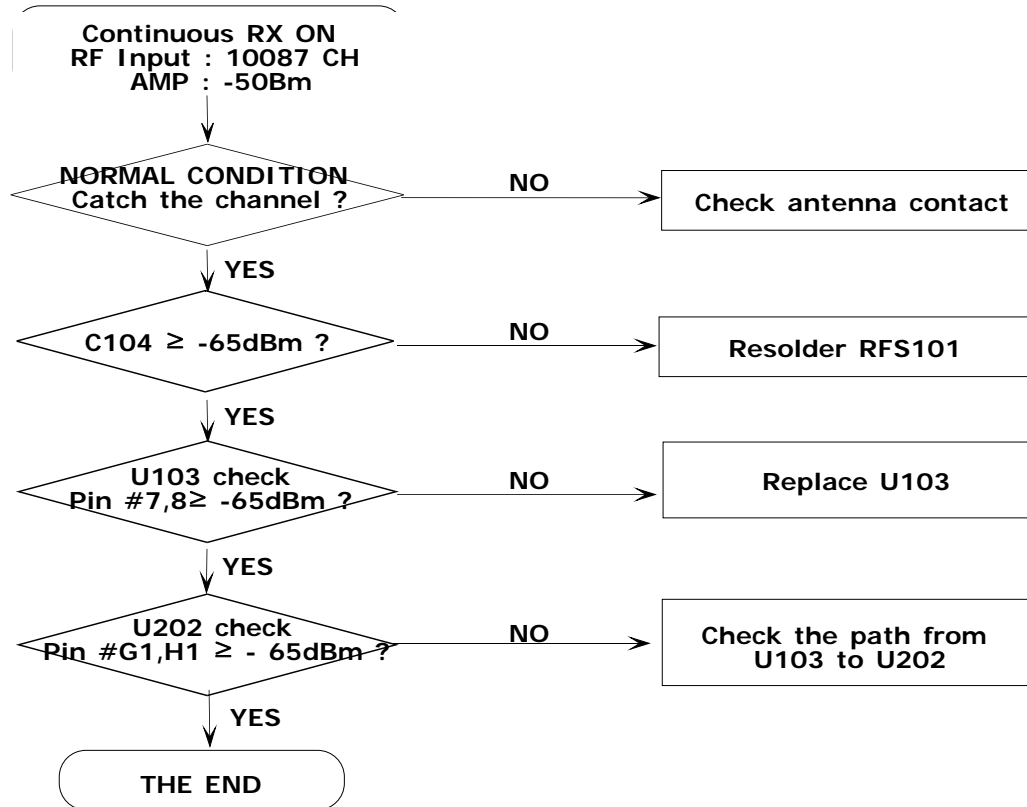 Continuous RX ON
RF Input : 10087 CH
AMP : -50Bm
NORMAL CONDITION
Catch the channel ?
NO
Check antenna contact
YES
C104 ≥ -65dBm ?
NO
Resolder RFS101
YES
U103 check
Pin #7,8≥ -65dBm ?
NO
Replace U103
YES
U202 check
Pin #G1,H1 ≥ - 65dBm ?
NO
Check the path from
U103 to U202
YES
THE END